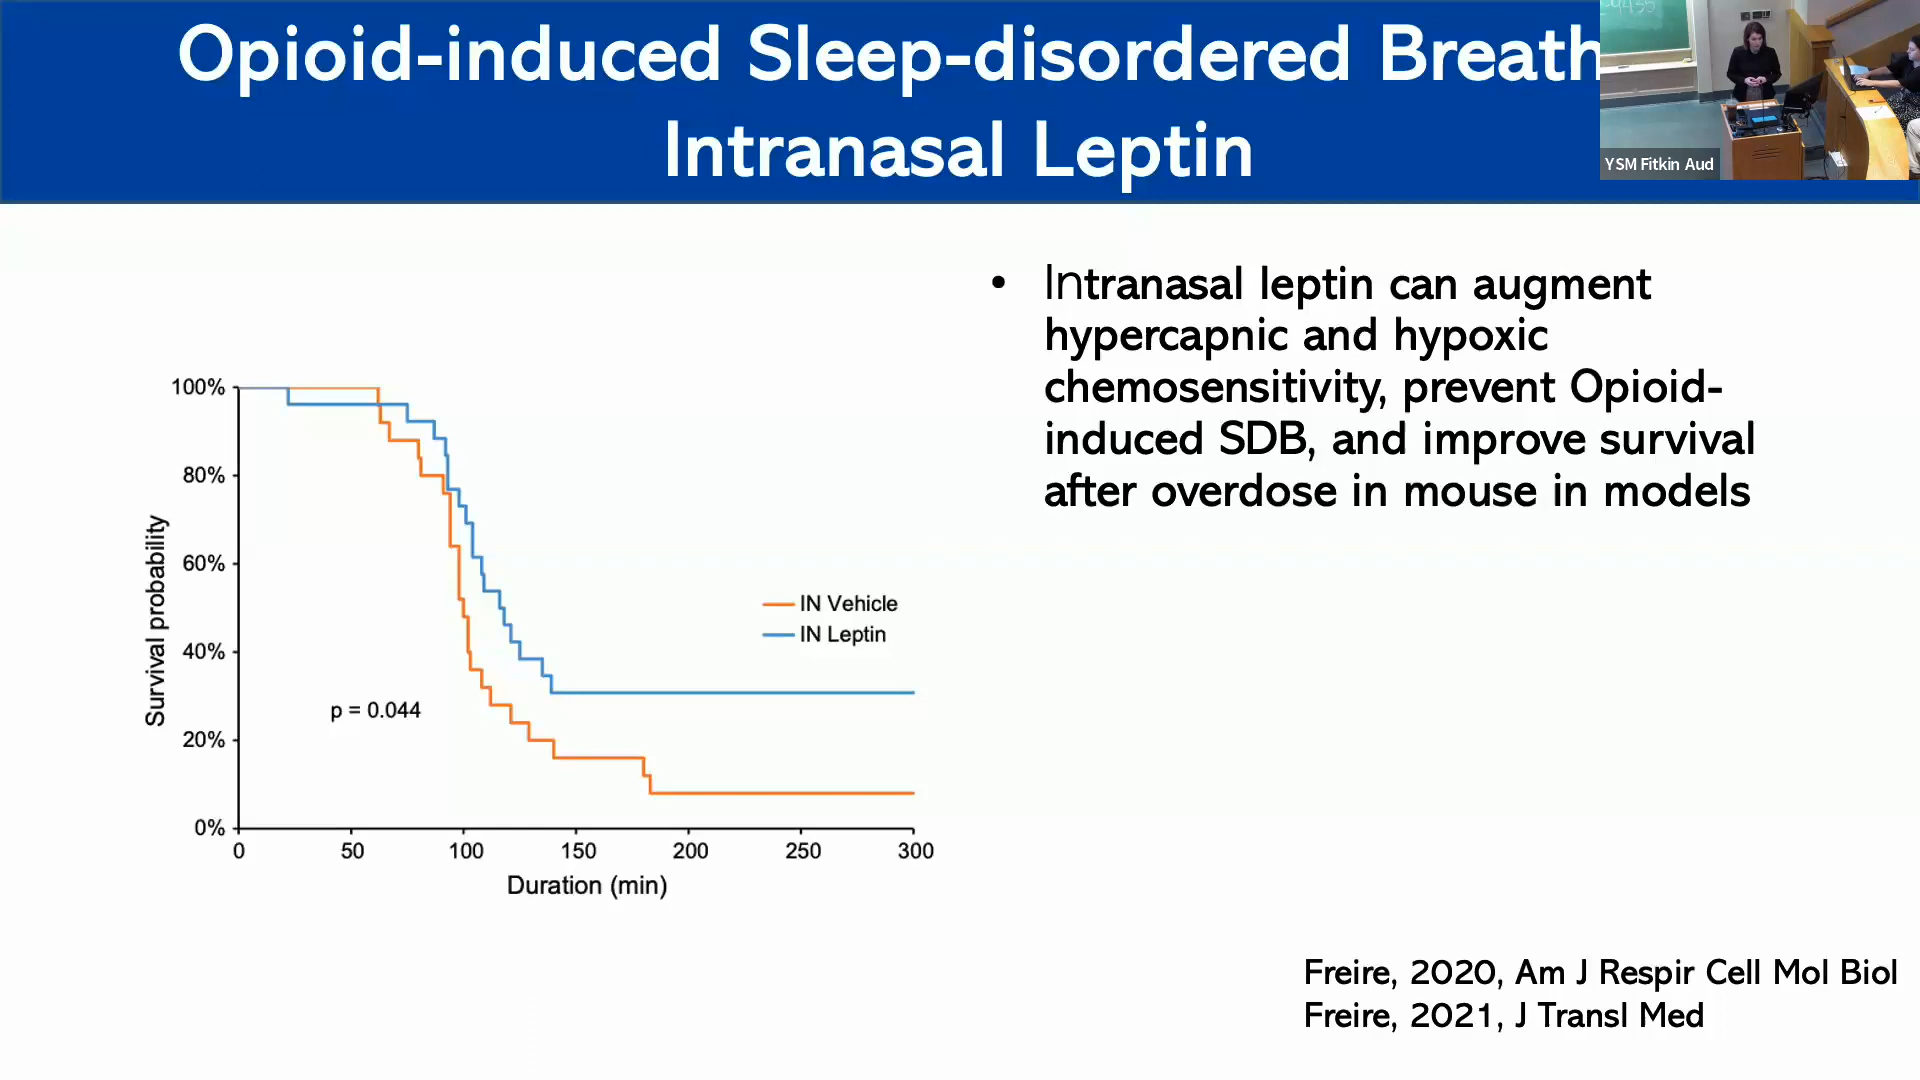 Opioid-induced Sleep-disordered Breath
Intranasal Leptin
YSM Fitkin Aud
• Intranasal leptin can augment
hypercapnic and hypoxic
chemosensitivity, prevent Opioid-
induced SDB, and improve survival
after overdose in mouse in models
100%
80%
60%
40%
20%
0%
Survival probability
IN Vehicle
IN Leptin
p = 0.044
0 50 100 150 200 250 300
Duration (min)
Freire, 2020, Am J Respir Cell Mol Biol
Freire, 2021, J Transl Med